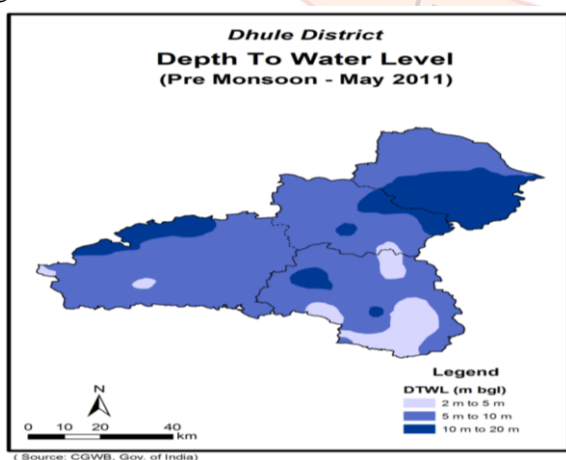 Dhule District
Depth To Water Level
(Pre Monsoon - May 2011)
Legend
DTWL (m bgl)
2 m to 5 m
5 m to 10 m
10 m to 20 m
N
0 10 20 40
km
( Source: CGWB, Gov. of India)